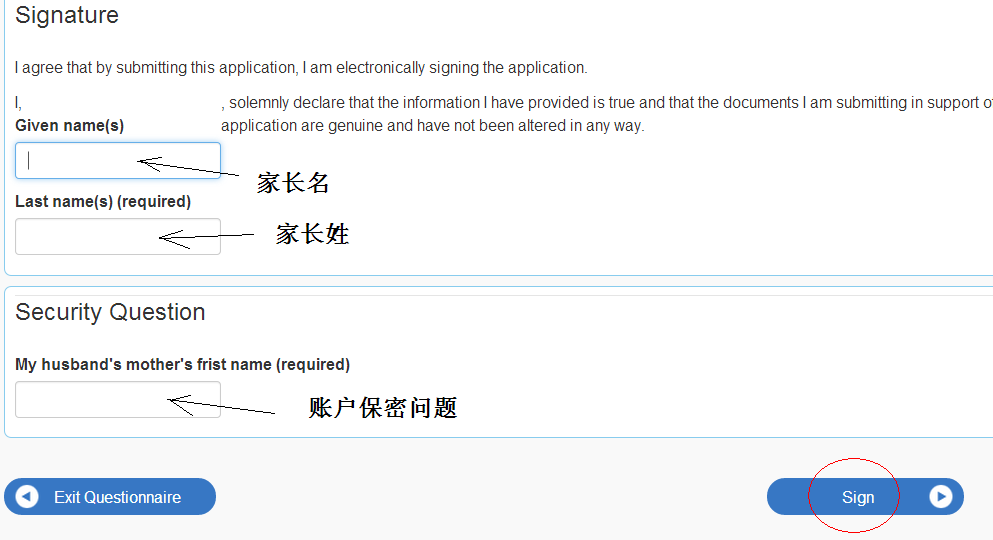 Signature
I agree that by submitting this application, I am electronically signing the application.
I, , solemnly declare that the information I have provided is true and that the documents I am submitting in support of
Given name(s) application are genuine and have not been altered in any way.
家长名
Last name(s) (required)
家长姓
Security Question
My husband's mother's frist name (required)
账户保密问题
Exit Questionnaire
Sign